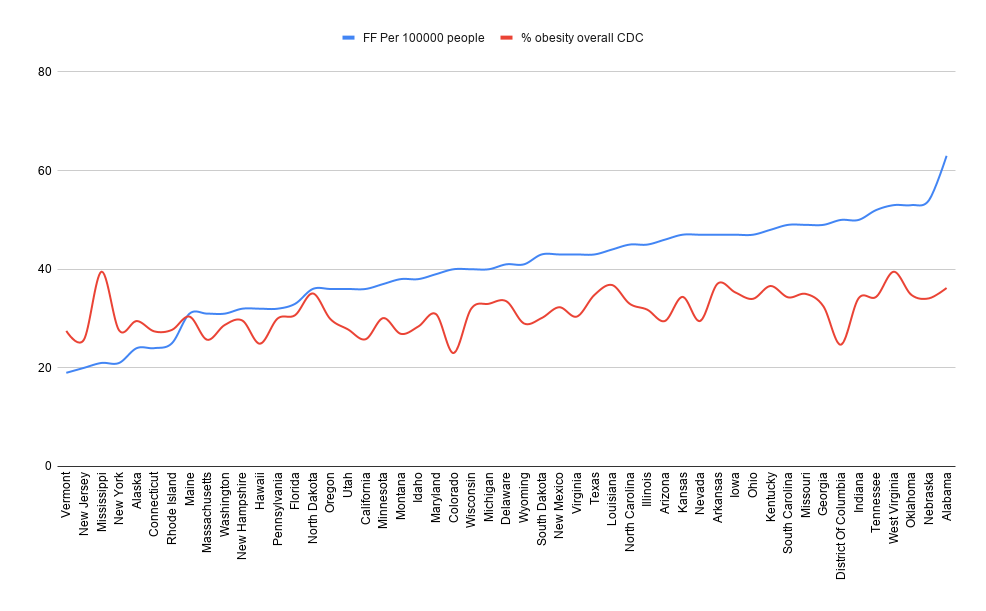 FF Per 100000 people % obesity overall CDC
80
60
40
20
0
Vermont
New Jersey
Mississippi
New York
Alaska
Connecticut
Rhode Island
Maine
Massachusetts
Washington
New Hampshire
Hawaii
Pennsylvania
Florida
North Dakota
Oregon
Utah
California
Minnesota
Montana
Idaho
Maryland
Colorado
Wisconsin
Michigan
Delaware
Wyoming
South Dakota
New Mexico
Virginia
Texas
Louisiana
North Carolina
Illinois
Arizona
Kansas
Nevada
Arkansas
Iowa
Ohio
Kentucky
South Carolina
Missouri
Georgia
District Of Columbia
Indiana
Tennessee
West Virginia
Oklahoma
Nebraska
Alabama